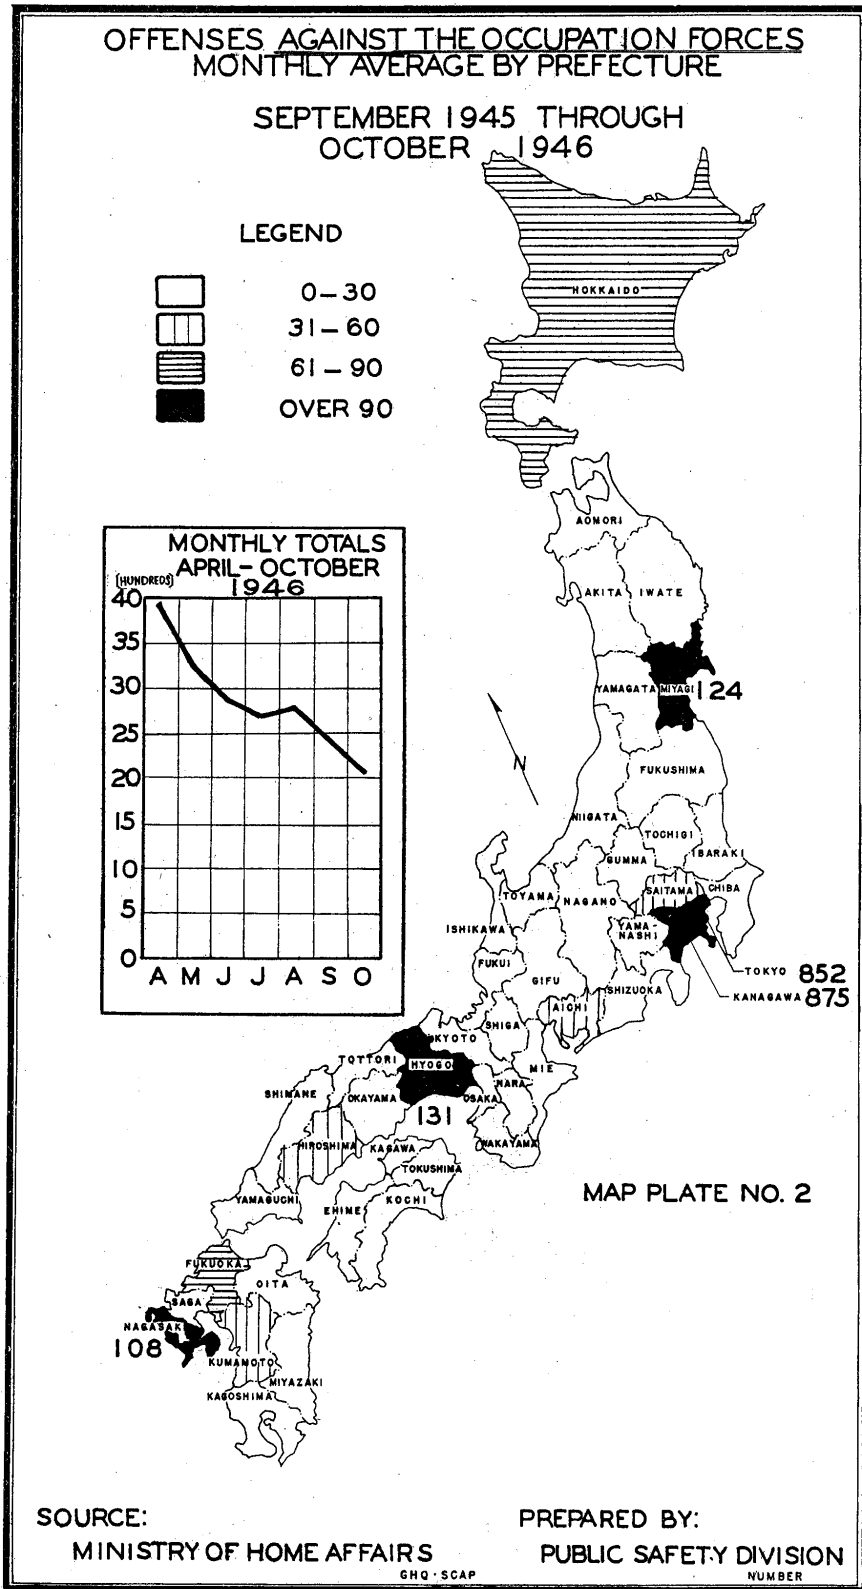 OFFENSES AGAINST THE OCCUPATION FORCES
MONTHLY AVERAGE BY PREFECTURE
SEPTEMBER 1945 THROUGH
OCTOBER 1946
LEGEND
0–30
31–60
61–90
OVER 90
HOKKAIDO
AOMORI
AKITA
IWATE
YAMAGATA
MIYAGI
124
FUKUSHIMA
NIIGATA
TOCHIGI
GUMMA
IBARAKI
TOYAMA
NAGANO
SAITAMA
CHIBA
ISHIKAWA
YAMA-
NASHI
FUKUI
GIFU
TOKYO 852
SHIZUOKA
KANAGAWA 875
AICHI
SHIGA
KYOTO
TOTTORI
HYOGO
MIE
NARA
SHIMANE
OKAYAMA
OSAKA
131
HIROSHIMA
KAGAWA
WAKAYAMA
TOKUSHIMA
YAMAGUCHI
EHIME
KOCHI
FUKUOKA
OITA
SAGA
NAGASAKI
108
KUMAMOTO
MIYAZAKI
KAGOSHIMA
N
MONTHLY TOTALS
APRIL–OCTOBER
1946
(HUNDREDS)
40
35
30
25
20
15
10
5
0
A M J J A S O
MAP PLATE NO. 2
SOURCE:
MINISTRY OF HOME AFFAIRS
GHQ·SCAP
PREPARED BY:
PUBLIC SAFETY DIVISION
NUMBER